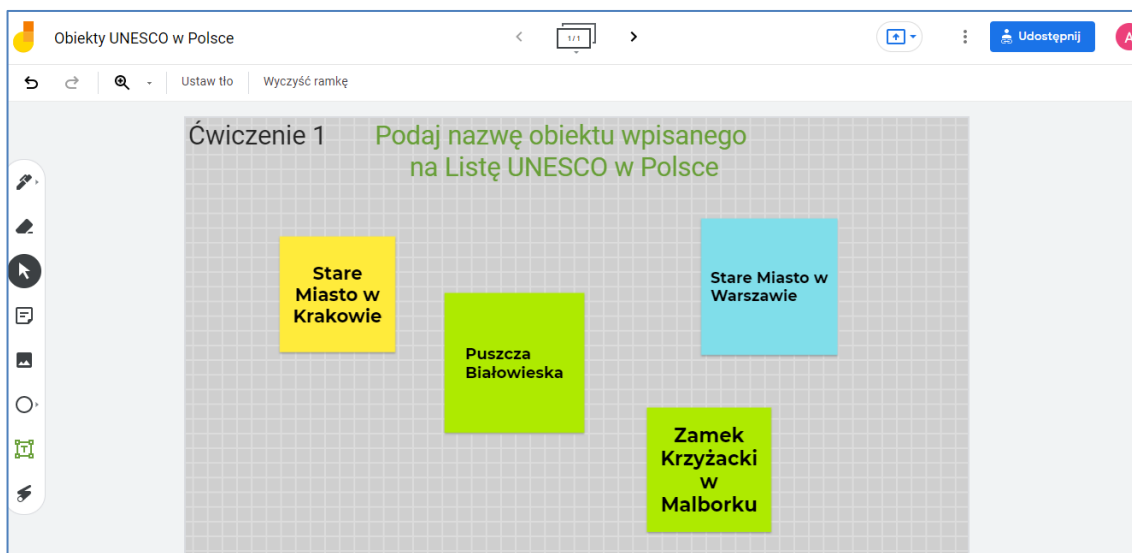 Obiekty UNESCO w Polsce
1/1
Udostępnij
A
Ustaw tło
Wyczyść ramkę
Ćwiczenie 1
Podaj nazwę obiektu wpisanego
na Listę UNESCO w Polsce
Stare
Miasto w
Krakowie
Stare Miasto w
Warszawie
Puszcza
Białowieska
Zamek
Krzyżacki
w
Malborku